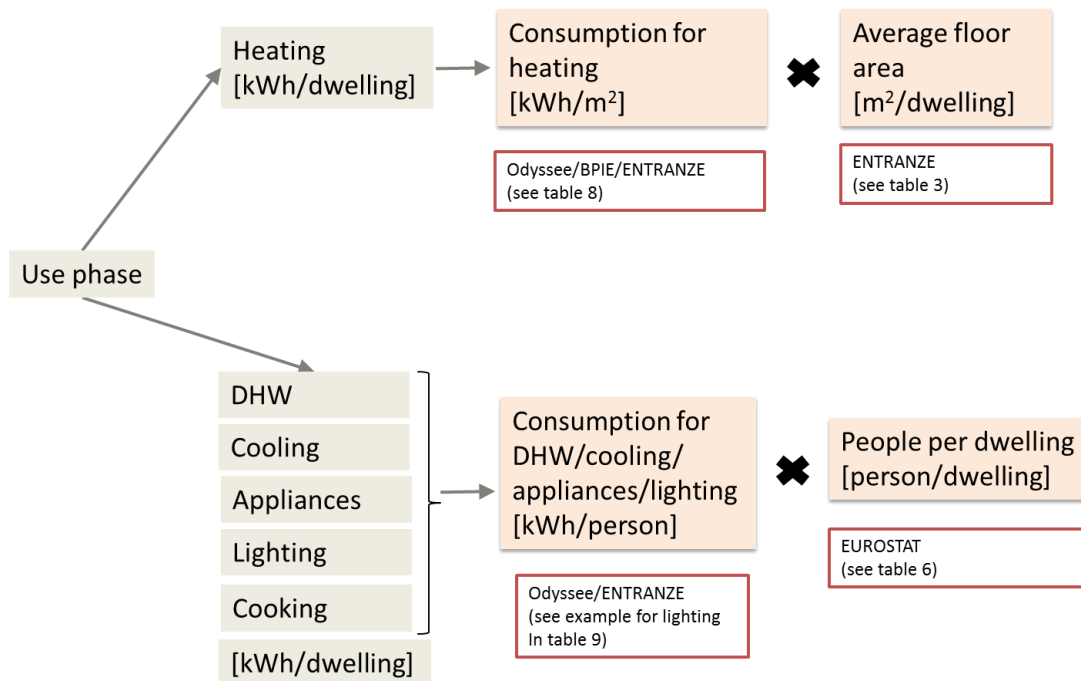 Heating
[kWh/dwelling]
Consumption for
heating
[kWh/m²]
Average floor
area
[m²/dwelling]
Odyssee/BPIE/ENTRANZE
(see table 8)
ENTRANZE
(see table 3)
Use phase
DHW
Cooling
Appliances
Lighting
Cooking
[kWh/dwelling]
Consumption for
DHW/cooling/
appliances/lighting
[kWh/person]
People per dwelling
[person/dwelling]
Odyssee/ENTRANZE
(see example for lighting
In table 9)
EUROSTAT
(see table 6)